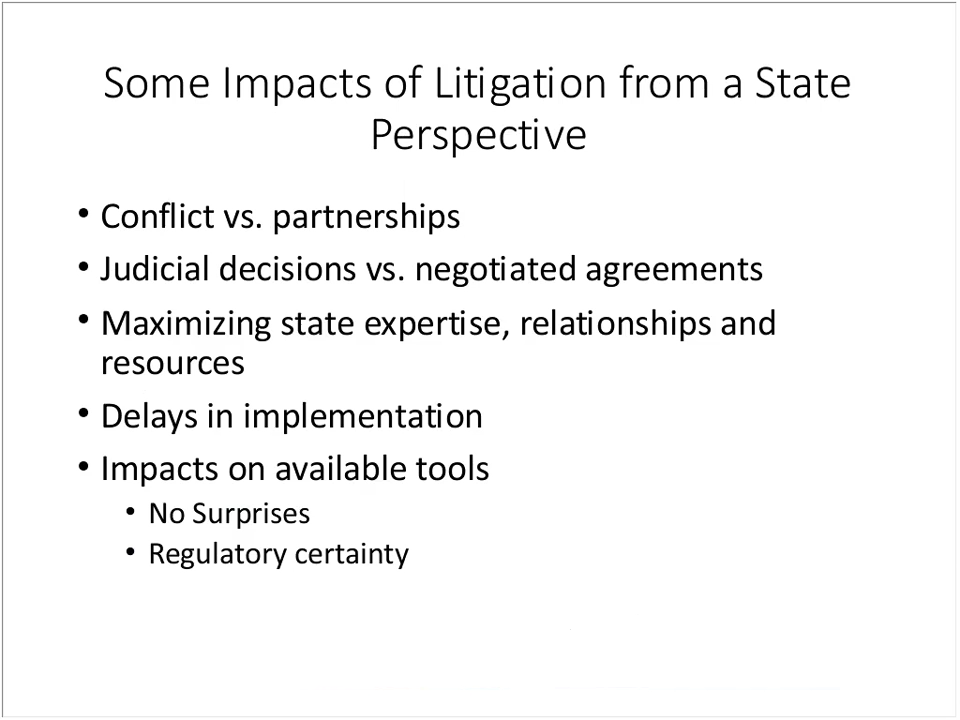 Some Impacts of Litigation from a State
Perspective
• Conflict vs. partnerships
• Judicial decisions vs. negotiated agreements
• Maximizing state expertise, relationships and
resources
• Delays in implementation
• Impacts on available tools
• No Surprises
• Regulatory certainty